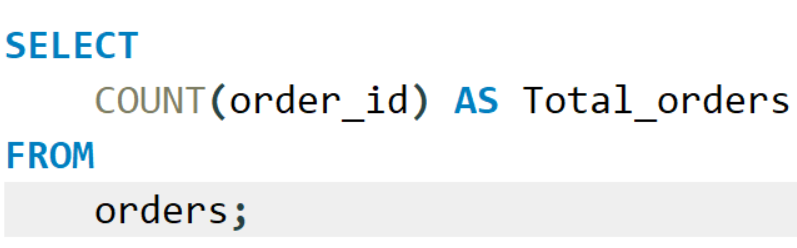 SELECT
    COUNT(order_id) AS Total_orders
FROM
    orders;